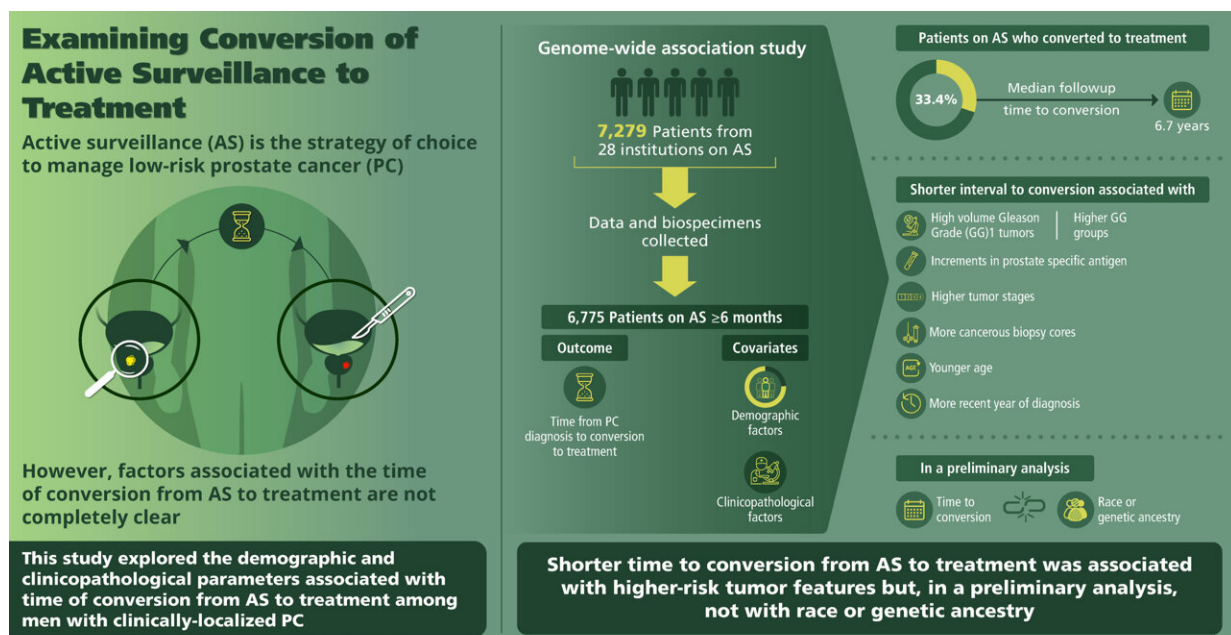 Examining Conversion of
Active Surveillance to
Treatment
Active surveillance (AS) is the strategy of choice
to manage low-risk prostate cancer (PC)
However, factors associated with the time
of conversion from AS to treatment are not
completely clear
This study explored the demographic and
clinicopathological parameters associated with
time of conversion from AS to treatment among
men with clinically-localized PC
Genome-wide association study
7,279 Patients from
28 institutions on AS
Data and biospecimens
collected
6,775 Patients on AS ≥6 months
Outcome
Time from PC
diagnosis to conversion
to treatment
Covariates
Demographic
factors
Clinicopathological
factors
Patients on AS who converted to treatment
33.4%
Median followup
time to conversion
6.7 years
Shorter interval to conversion associated with
High volume Gleason
Grade (GG)1 tumors
Higher GG
groups
Increments in prostate specific antigen
Higher tumor stages
More cancerous biopsy cores
AGE
Younger age
More recent year of diagnosis
In a preliminary analysis
Time to
conversion
Race or
genetic ancestry
Shorter time to conversion from AS to treatment was associated
with higher-risk tumor features but, in a preliminary analysis,
not with race or genetic ancestry